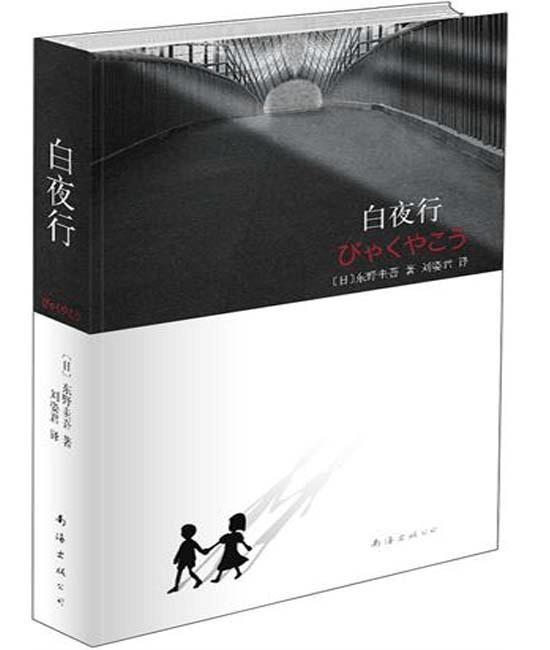 白夜行
びゃくやこう
〔日〕东野圭吾 著 刘姿君 译
南海出版公司
白夜行
びゃくやこう
〔日〕东野圭吾 著
刘姿君 译
南海出版公司